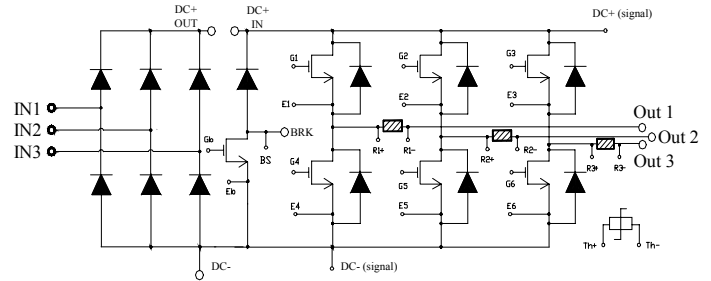 DC+
OUT
DC+
IN
DC+ (signal)
G1
G2
G3
IN1
IN2
IN3
E1
E2
E3
Out 1
Out 2
Out 3
BRK
Gb
BS
R1+
R1-
R2+
R2-
R3+
R3-
G4
G5
G6
Eb
E4
E5
E6
Th+
Th-
DC-
DC- (signal)